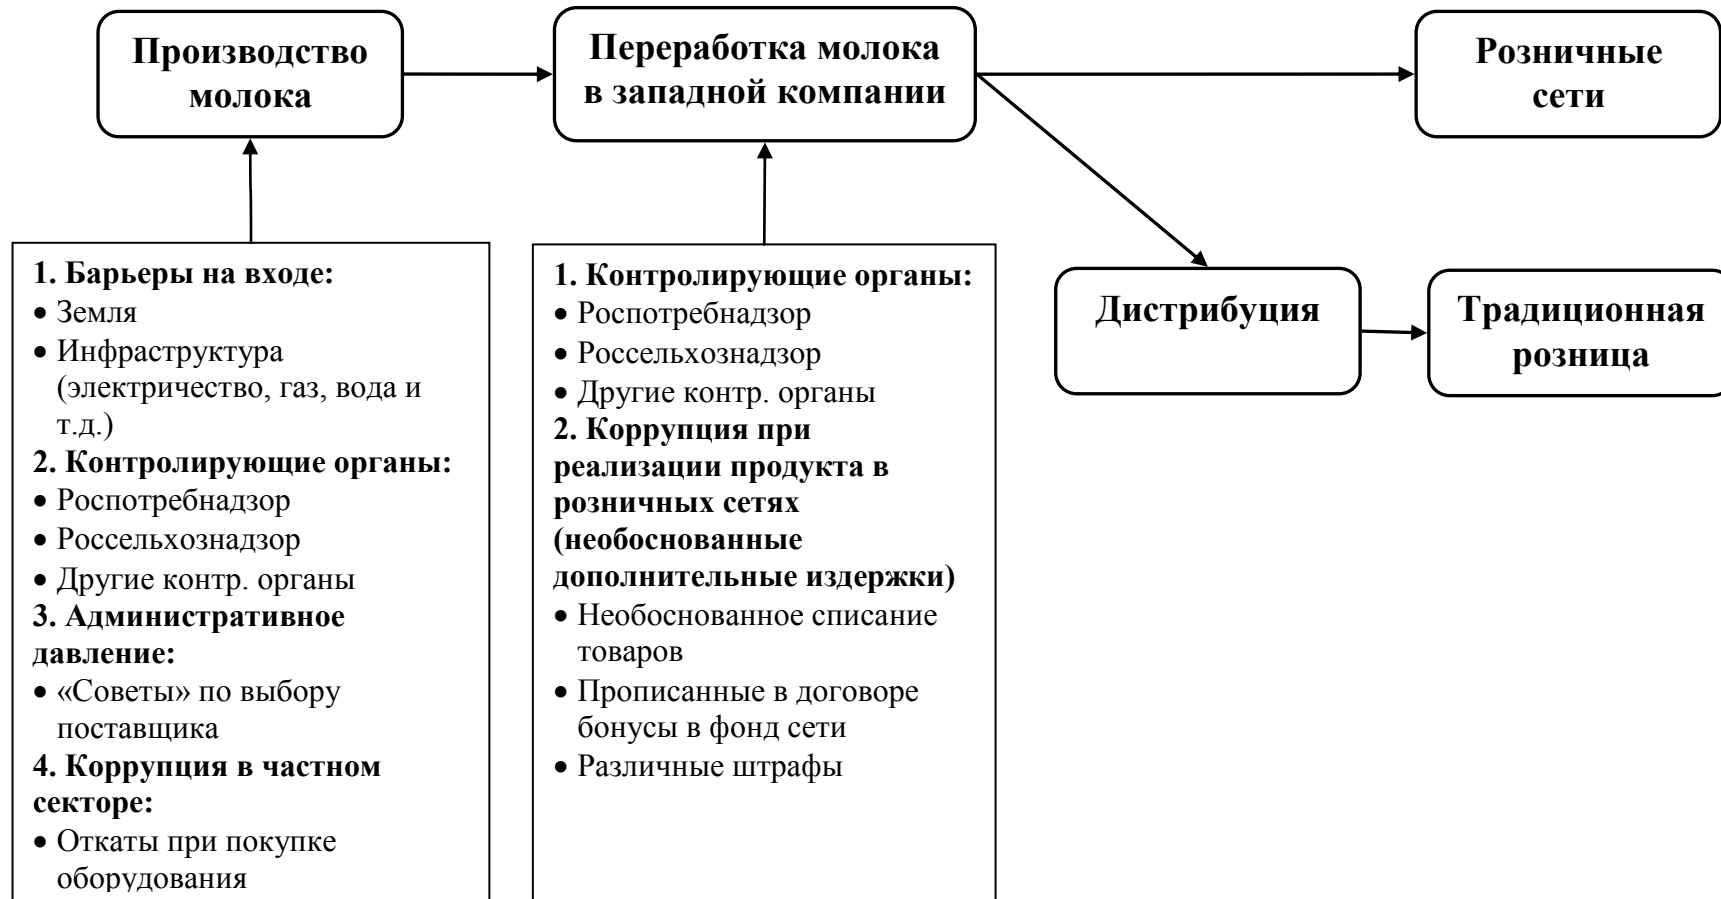 Производство
молока
Переработка молока
в западной компании
Розничные
сети
Дистрибуция
Традиционная
розница
1. Барьеры на входе:
• Земля
• Инфраструктура
(электричество, газ, вода и
т.д.)
2. Контролирующие органы:
• Роспотребнадзор
• Россельхознадзор
• Другие контр. органы
3. Административное
давление:
• «Советы» по выбору
поставщика
4. Коррупция в частном
секторе:
• Откаты при покупке
оборудования
1. Контролирующие органы:
• Роспотребнадзор
• Россельхознадзор
• Другие контр. органы
2. Коррупция при
реализации продукта в
розничных сетях
(необоснованные
дополнительные издержки)
• Необоснованное списание
товаров
• Прописанные в договоре
бонусы в фонд сети
• Различные штрафы